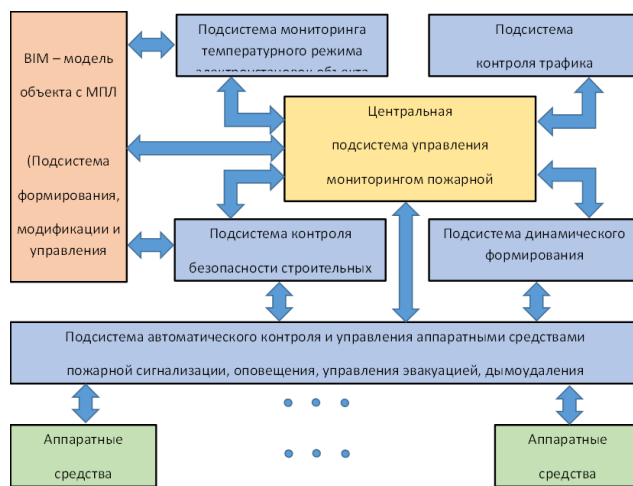 BIM – модель
объекта с МПЛ
(Подсистема
формирования,
модификации и
управления
Подсистема мониторинга
температурного режима
электроустановок объекта
Подсистема
контроля трафика
Центральная
подсистема управления
мониторингом пожарной
Подсистема контроля
безопасности строительных
Подсистема динамического
формирования
Подсистема автоматического контроля и управления аппаратными средствами
пожарной сигнализации, оповещения, управления эвакуацией, дымоудаления
Аппаратные
средства
Аппаратные
средства